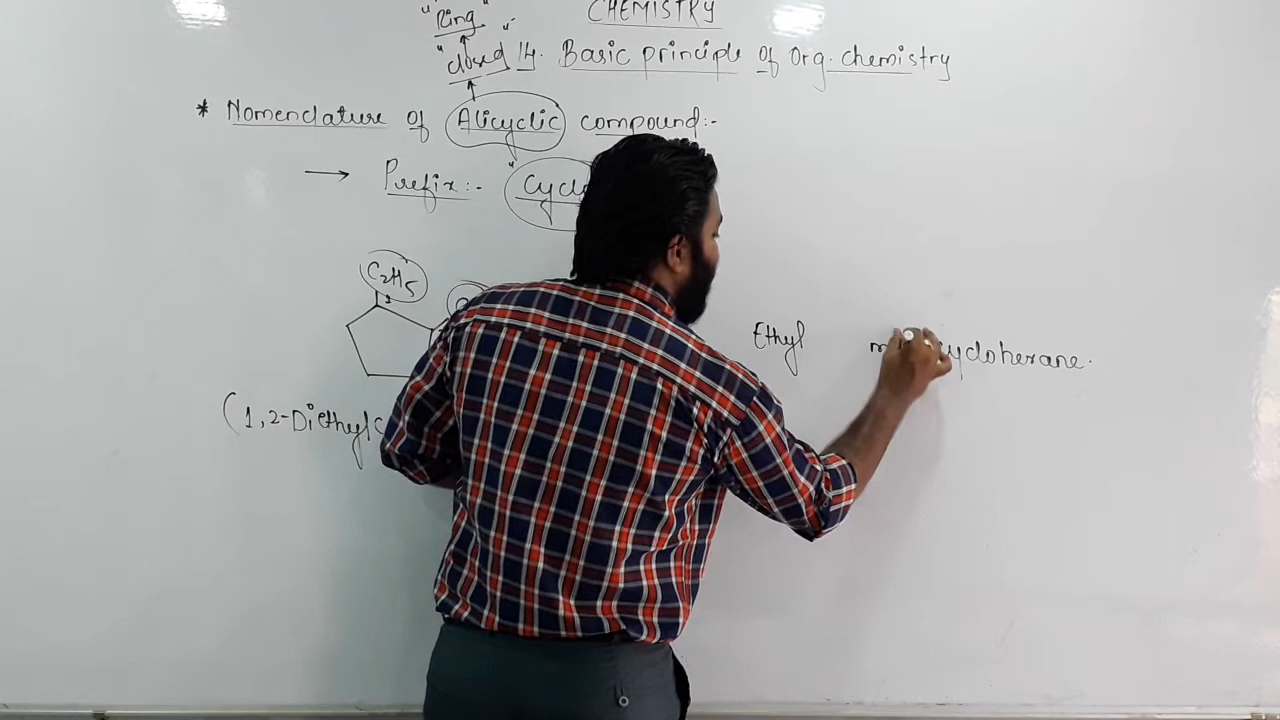 CHEMISTRY
"Ring"
"closed" 14. Basic principle of Org. chemistry
* Nomenclature of Alicyclic compound:-
→ Prefix:- "Cyclo
C2H5
2
Ethyl cyclohexane.
(1,2-Diethyl